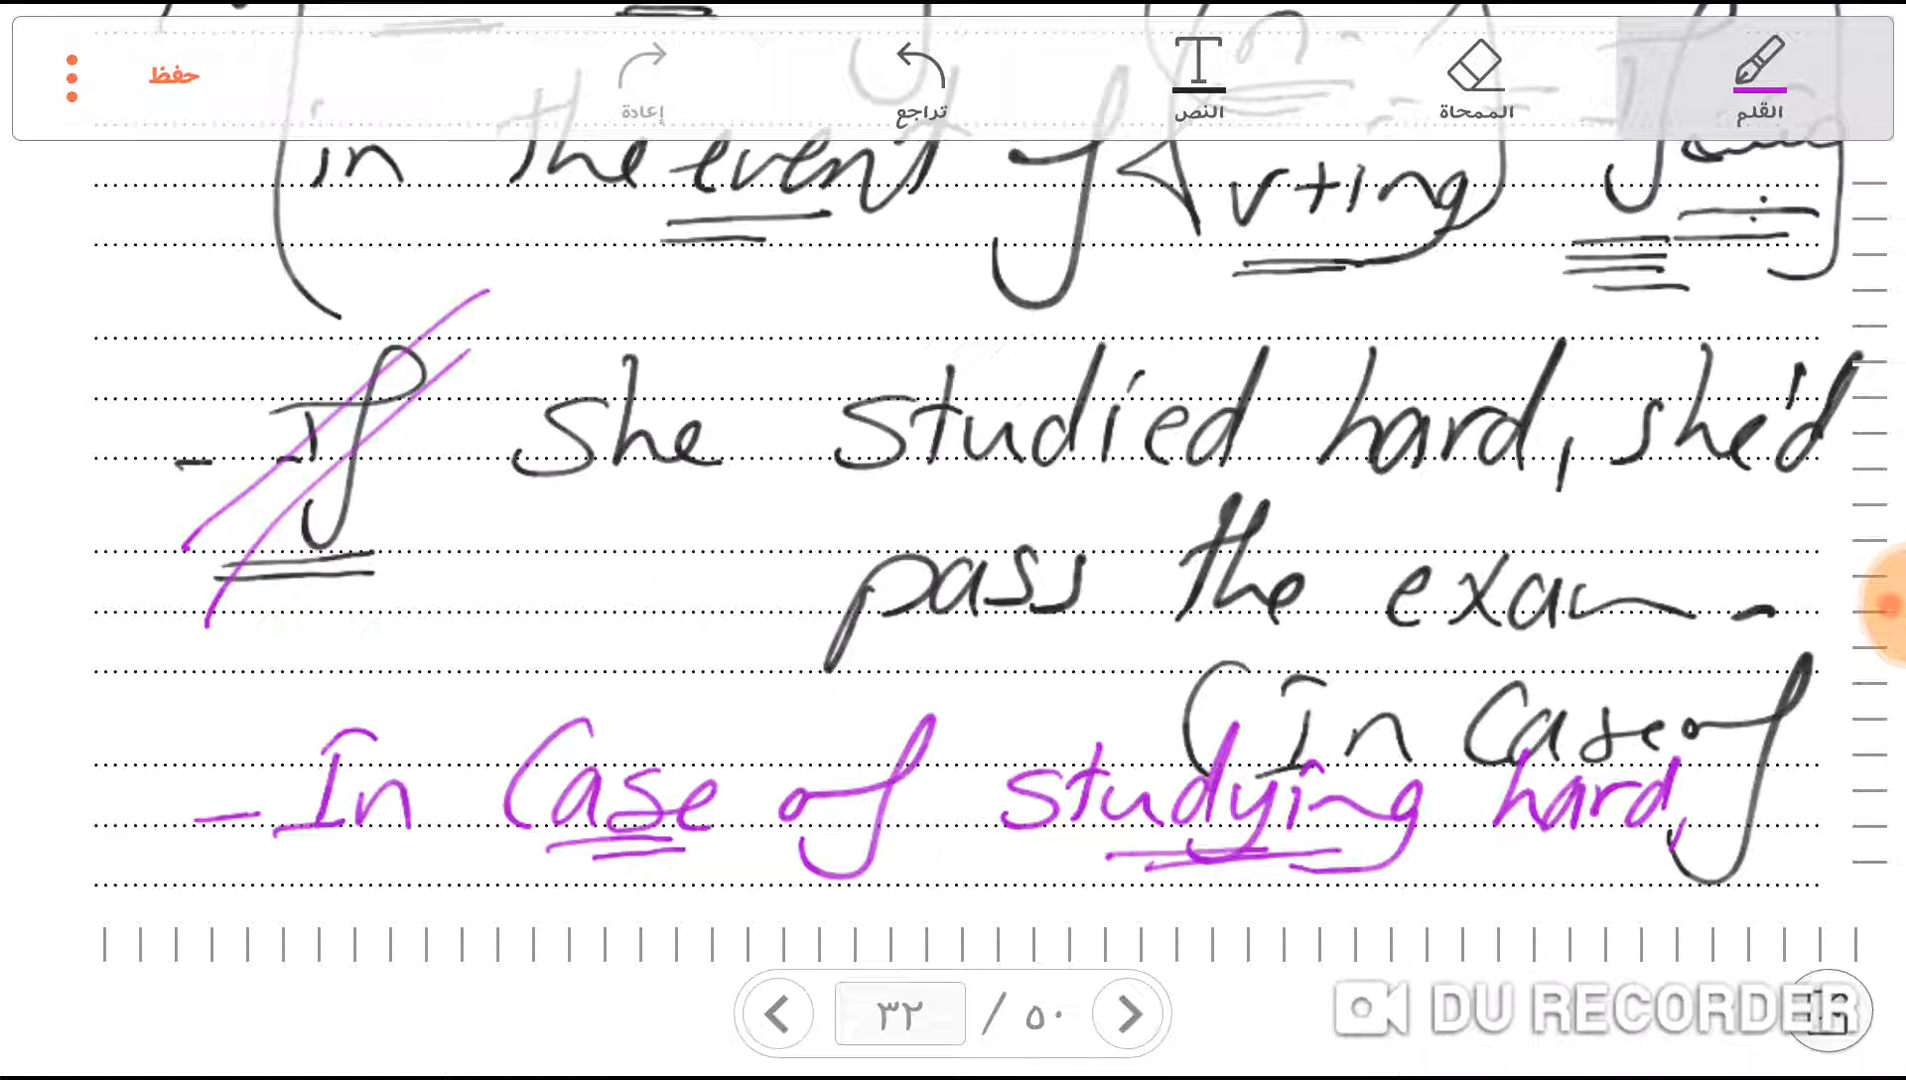 حفظ
إعادة
تراجع
النص
الممحاة
القلم
in the event of v+ing
- If she studied hard, she'd
pass the exam -
(In Case of
- In Case of studying hard,
٣٢ / ٥٠
DU RECORDER